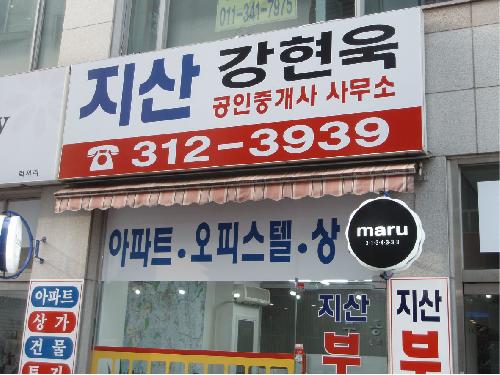 011-341-7975
지산 강현욱
공인중개사 사무소
☎ 312-3939
아파트·오피스텔·상
maru
아파트
상가
건물
토지
지산
부
지산
부